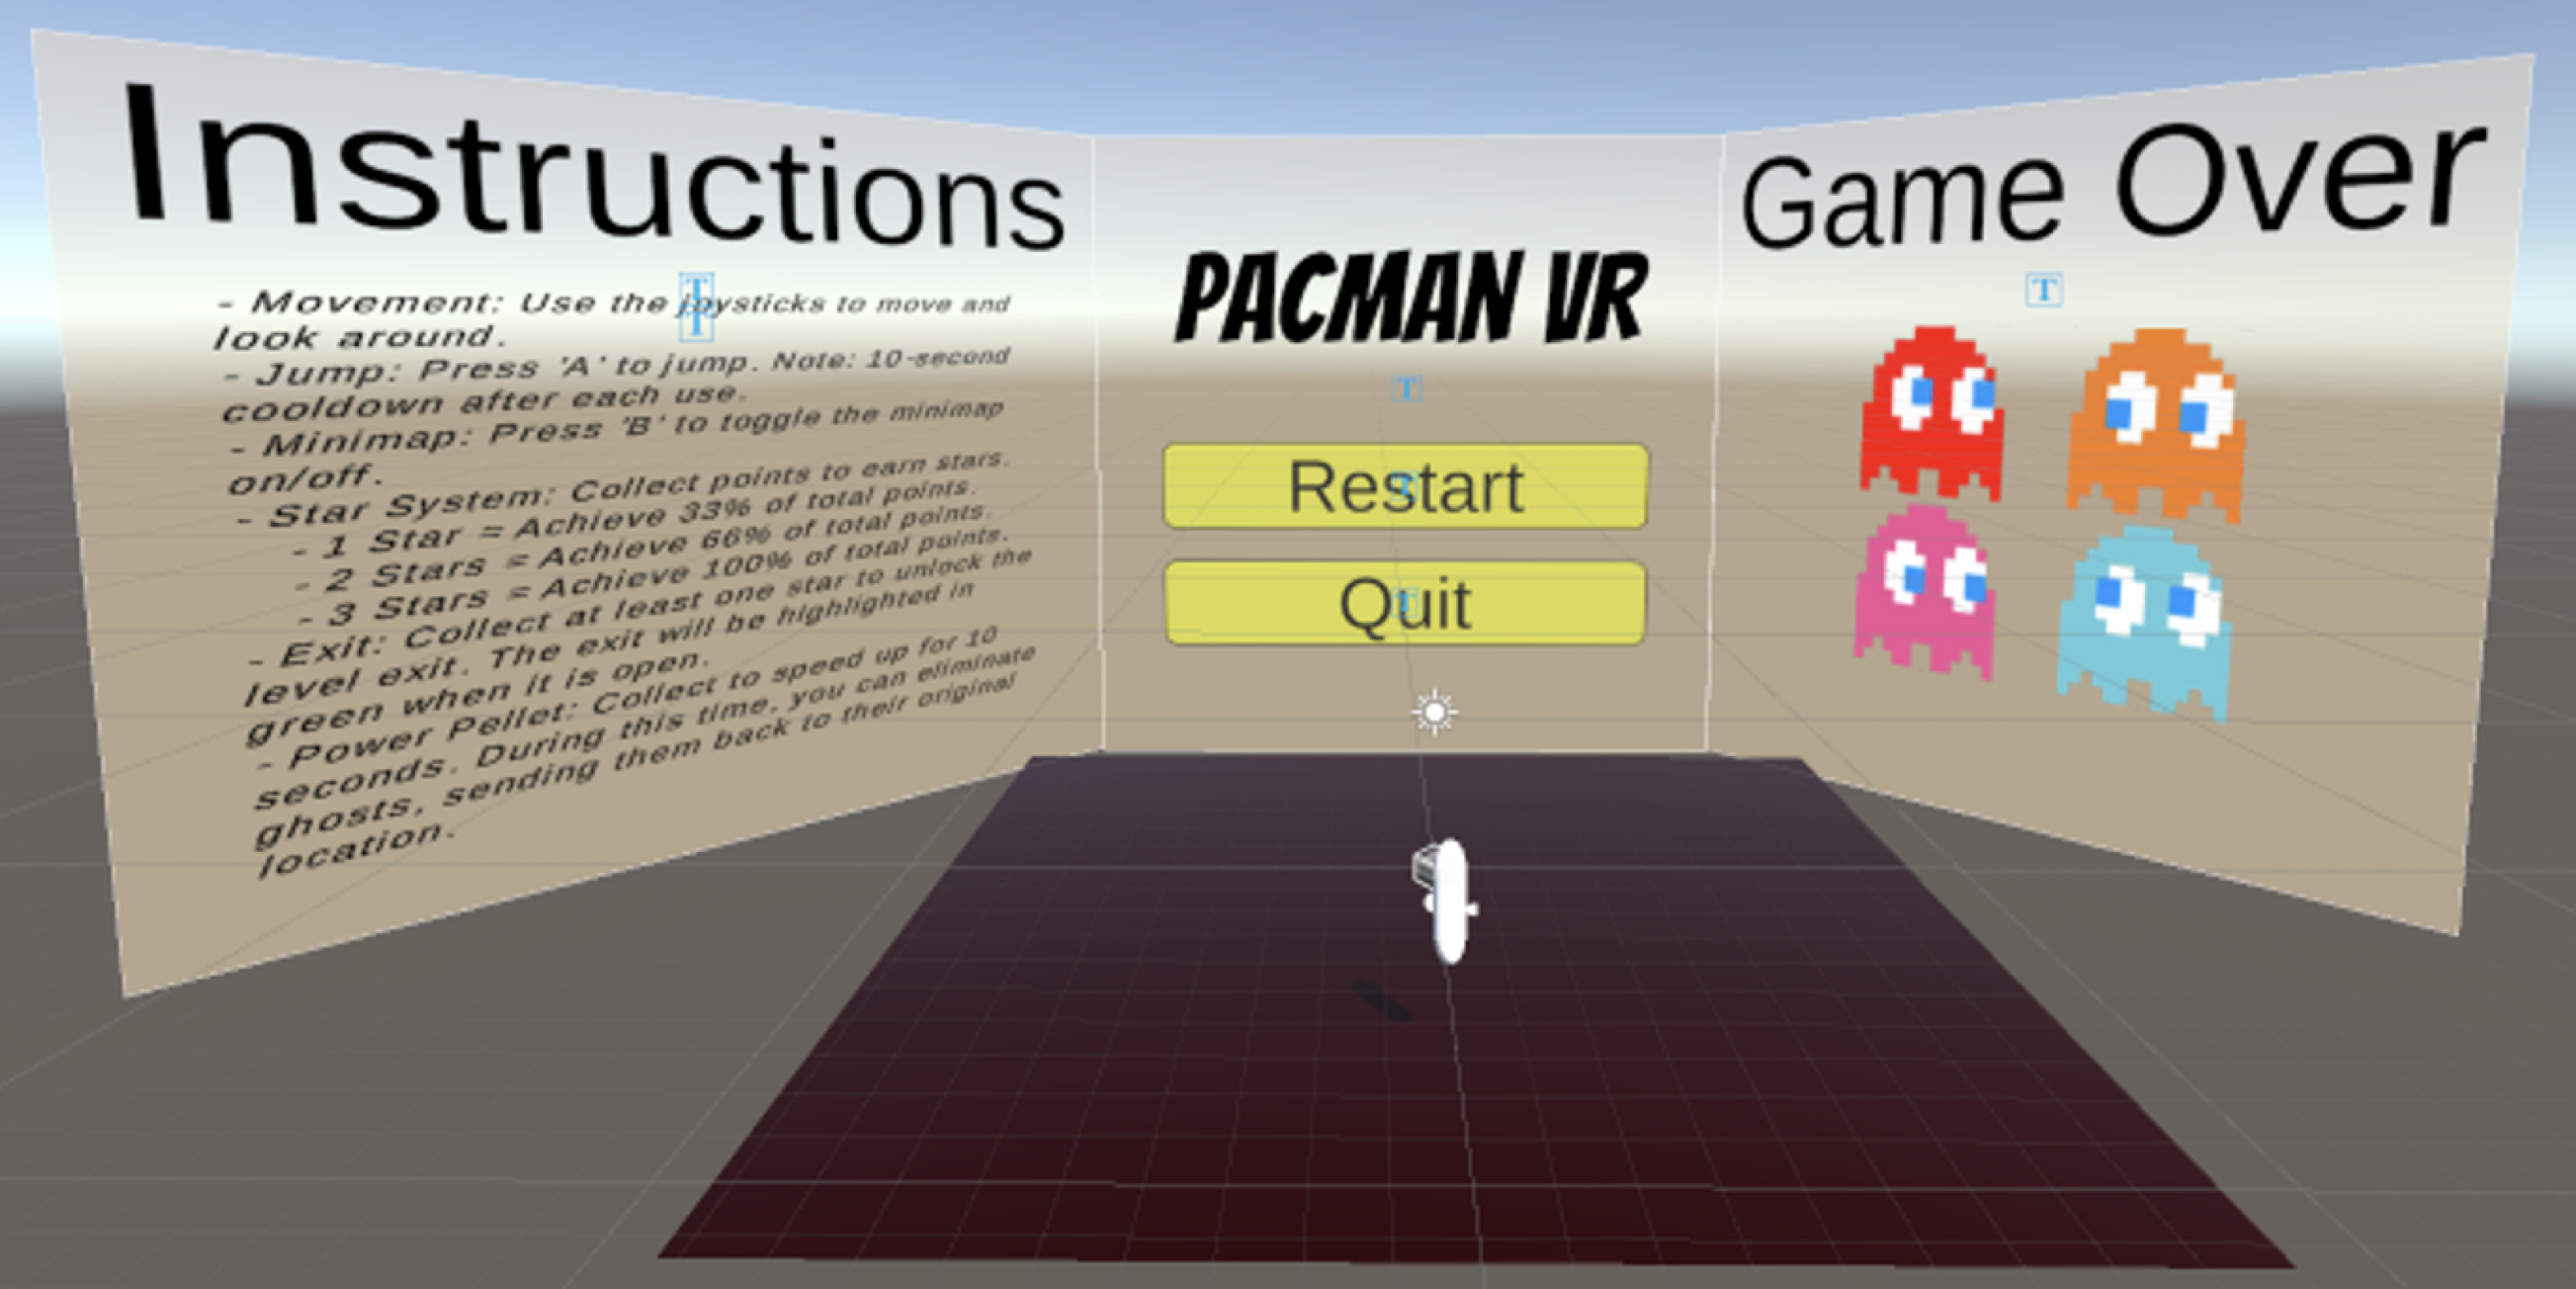 Instructions
- Movement: Use the joysticks to move and
look around.
- Jump: Press 'A' to jump. Note: 10-second
cooldown after each use.
- Minimap: Press 'B' to toggle the minimap
on/off.
- Star System: Collect points to earn stars.
- 1 Star = Achieve 33% of total points.
- 2 Stars = Achieve 66% of total points.
- 3 Stars = Achieve 100% of total points.
- Exit: Collect at least one star to unlock the
level exit. The exit will be highlighted in
green when it is open.
- Power Pellet: Collect to speed up for 10
seconds. During this time, you can eliminate
ghosts, sending them back to their original
location.
PACMAN VR
Restart
Quit
Game Over